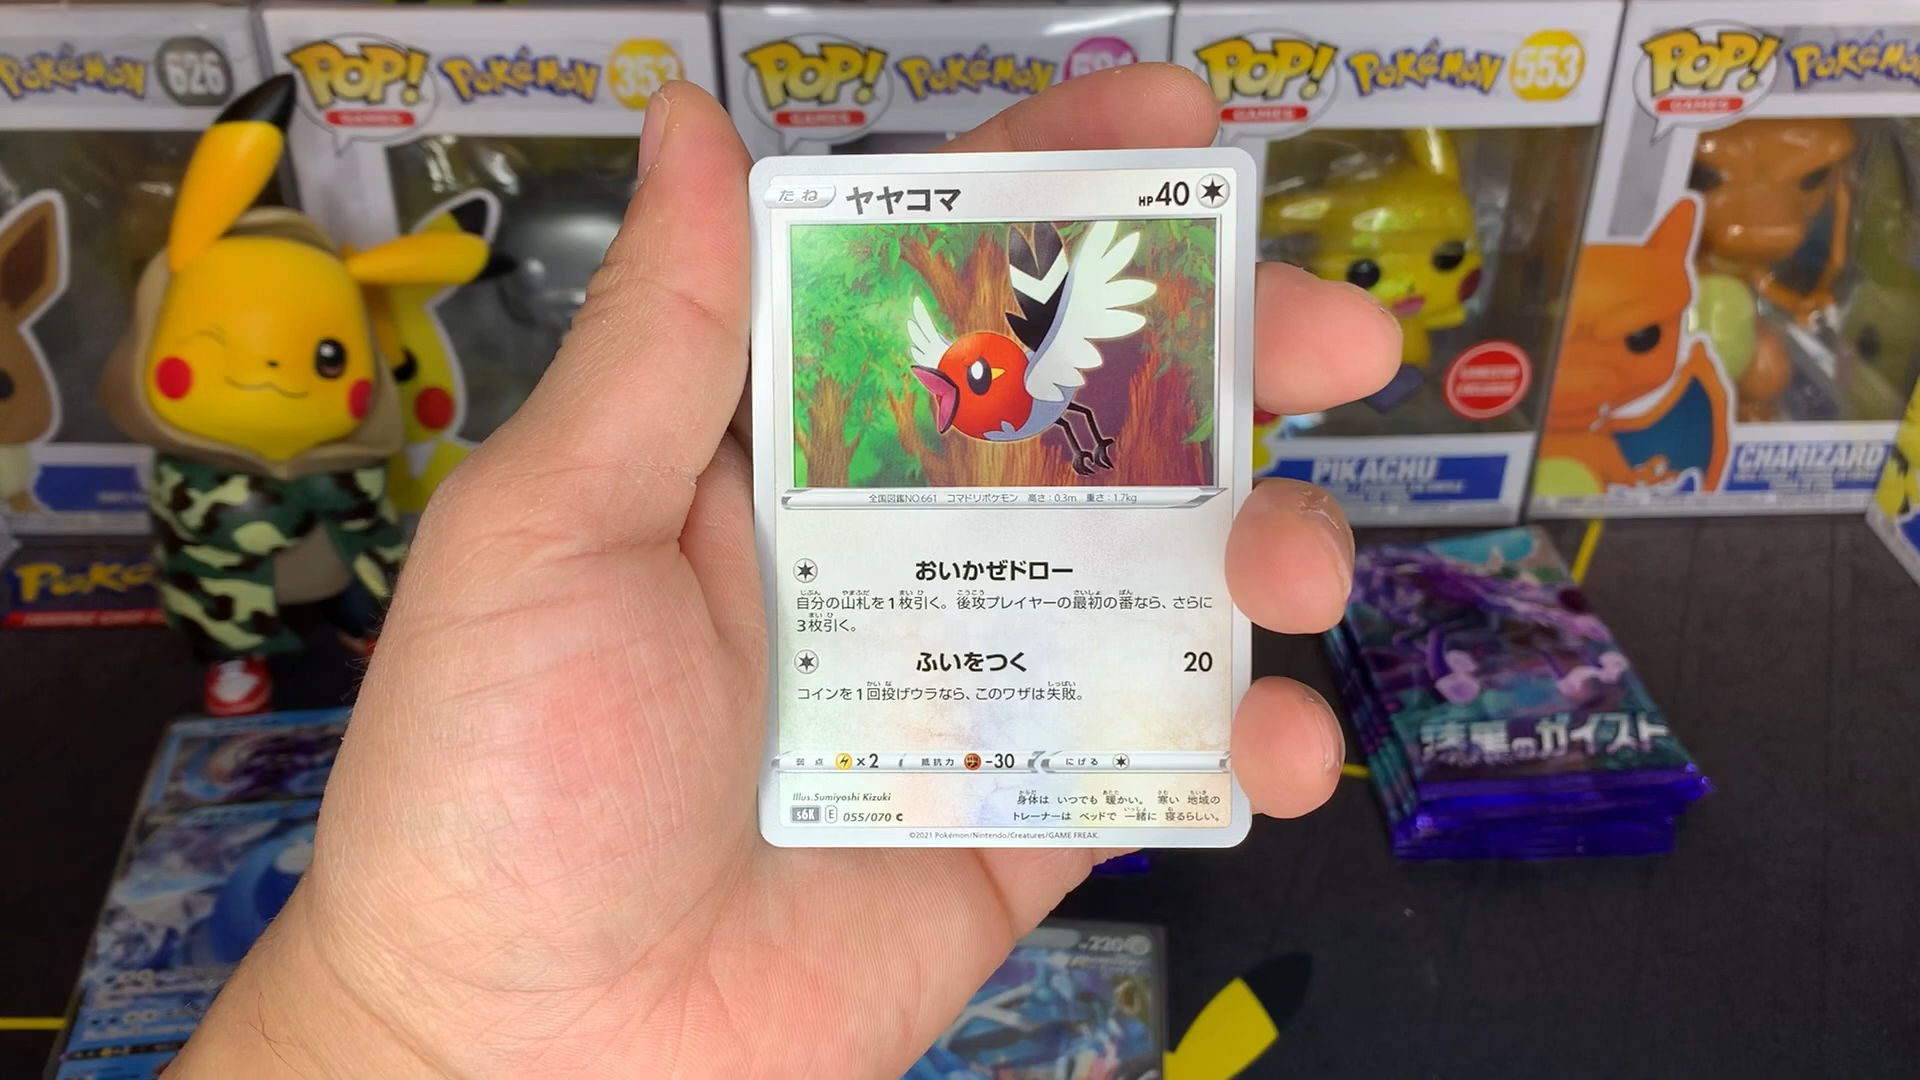 POKéMON 626
POP! POKéMON 353
GAMES
POP! POKéMON 581
GAMES
POP! POKéMON 553
GAMES
POP! POKéMON
GAMES
PIKACHU
CHARIZARD
たね ヤヤコマ HP40
全国図鑑NO.661 コマドリポケモン 高さ:0.3m 重さ:1.7kg
おいかぜドロー
自分の山札を1枚引く。後攻プレイヤーの最初の番なら、さらに
3枚引く。
ふいをつく 20
コインを1回投げウラなら、このワザは失敗。
弱点 ×2 抵抗力 -30 にげる
Illus.Sumiyoshi Kizuki
s6K E 055/070 C
身体は いつでも 暖かい。 寒い 地域の
トレーナーは ベッドで 一緒に 寝るらしい。
©2021 Pokémon/Nintendo/Creatures/GAME FREAK.
漆黒のガイスト
220